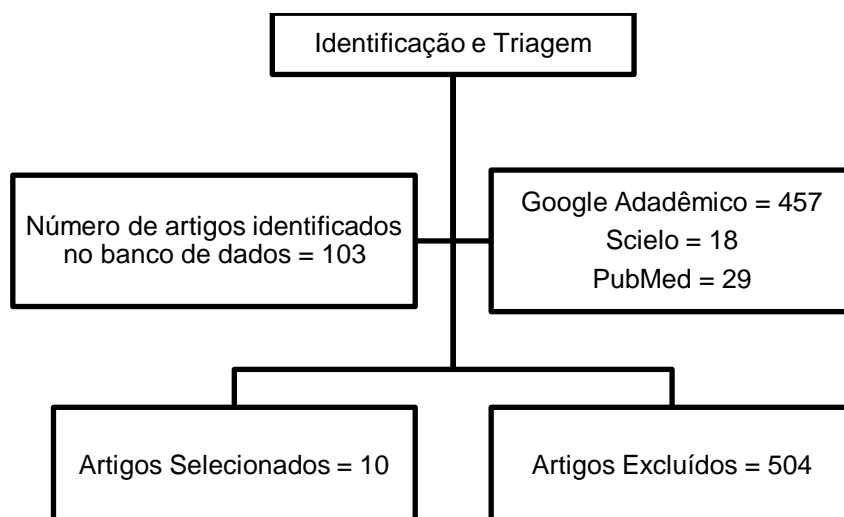 Identificação e Triagem
Número de artigos identificados
no banco de dados = 103
Google Adadêmico = 457
Scielo = 18
PubMed = 29
Artigos Selecionados = 10
Artigos Excluídos = 504